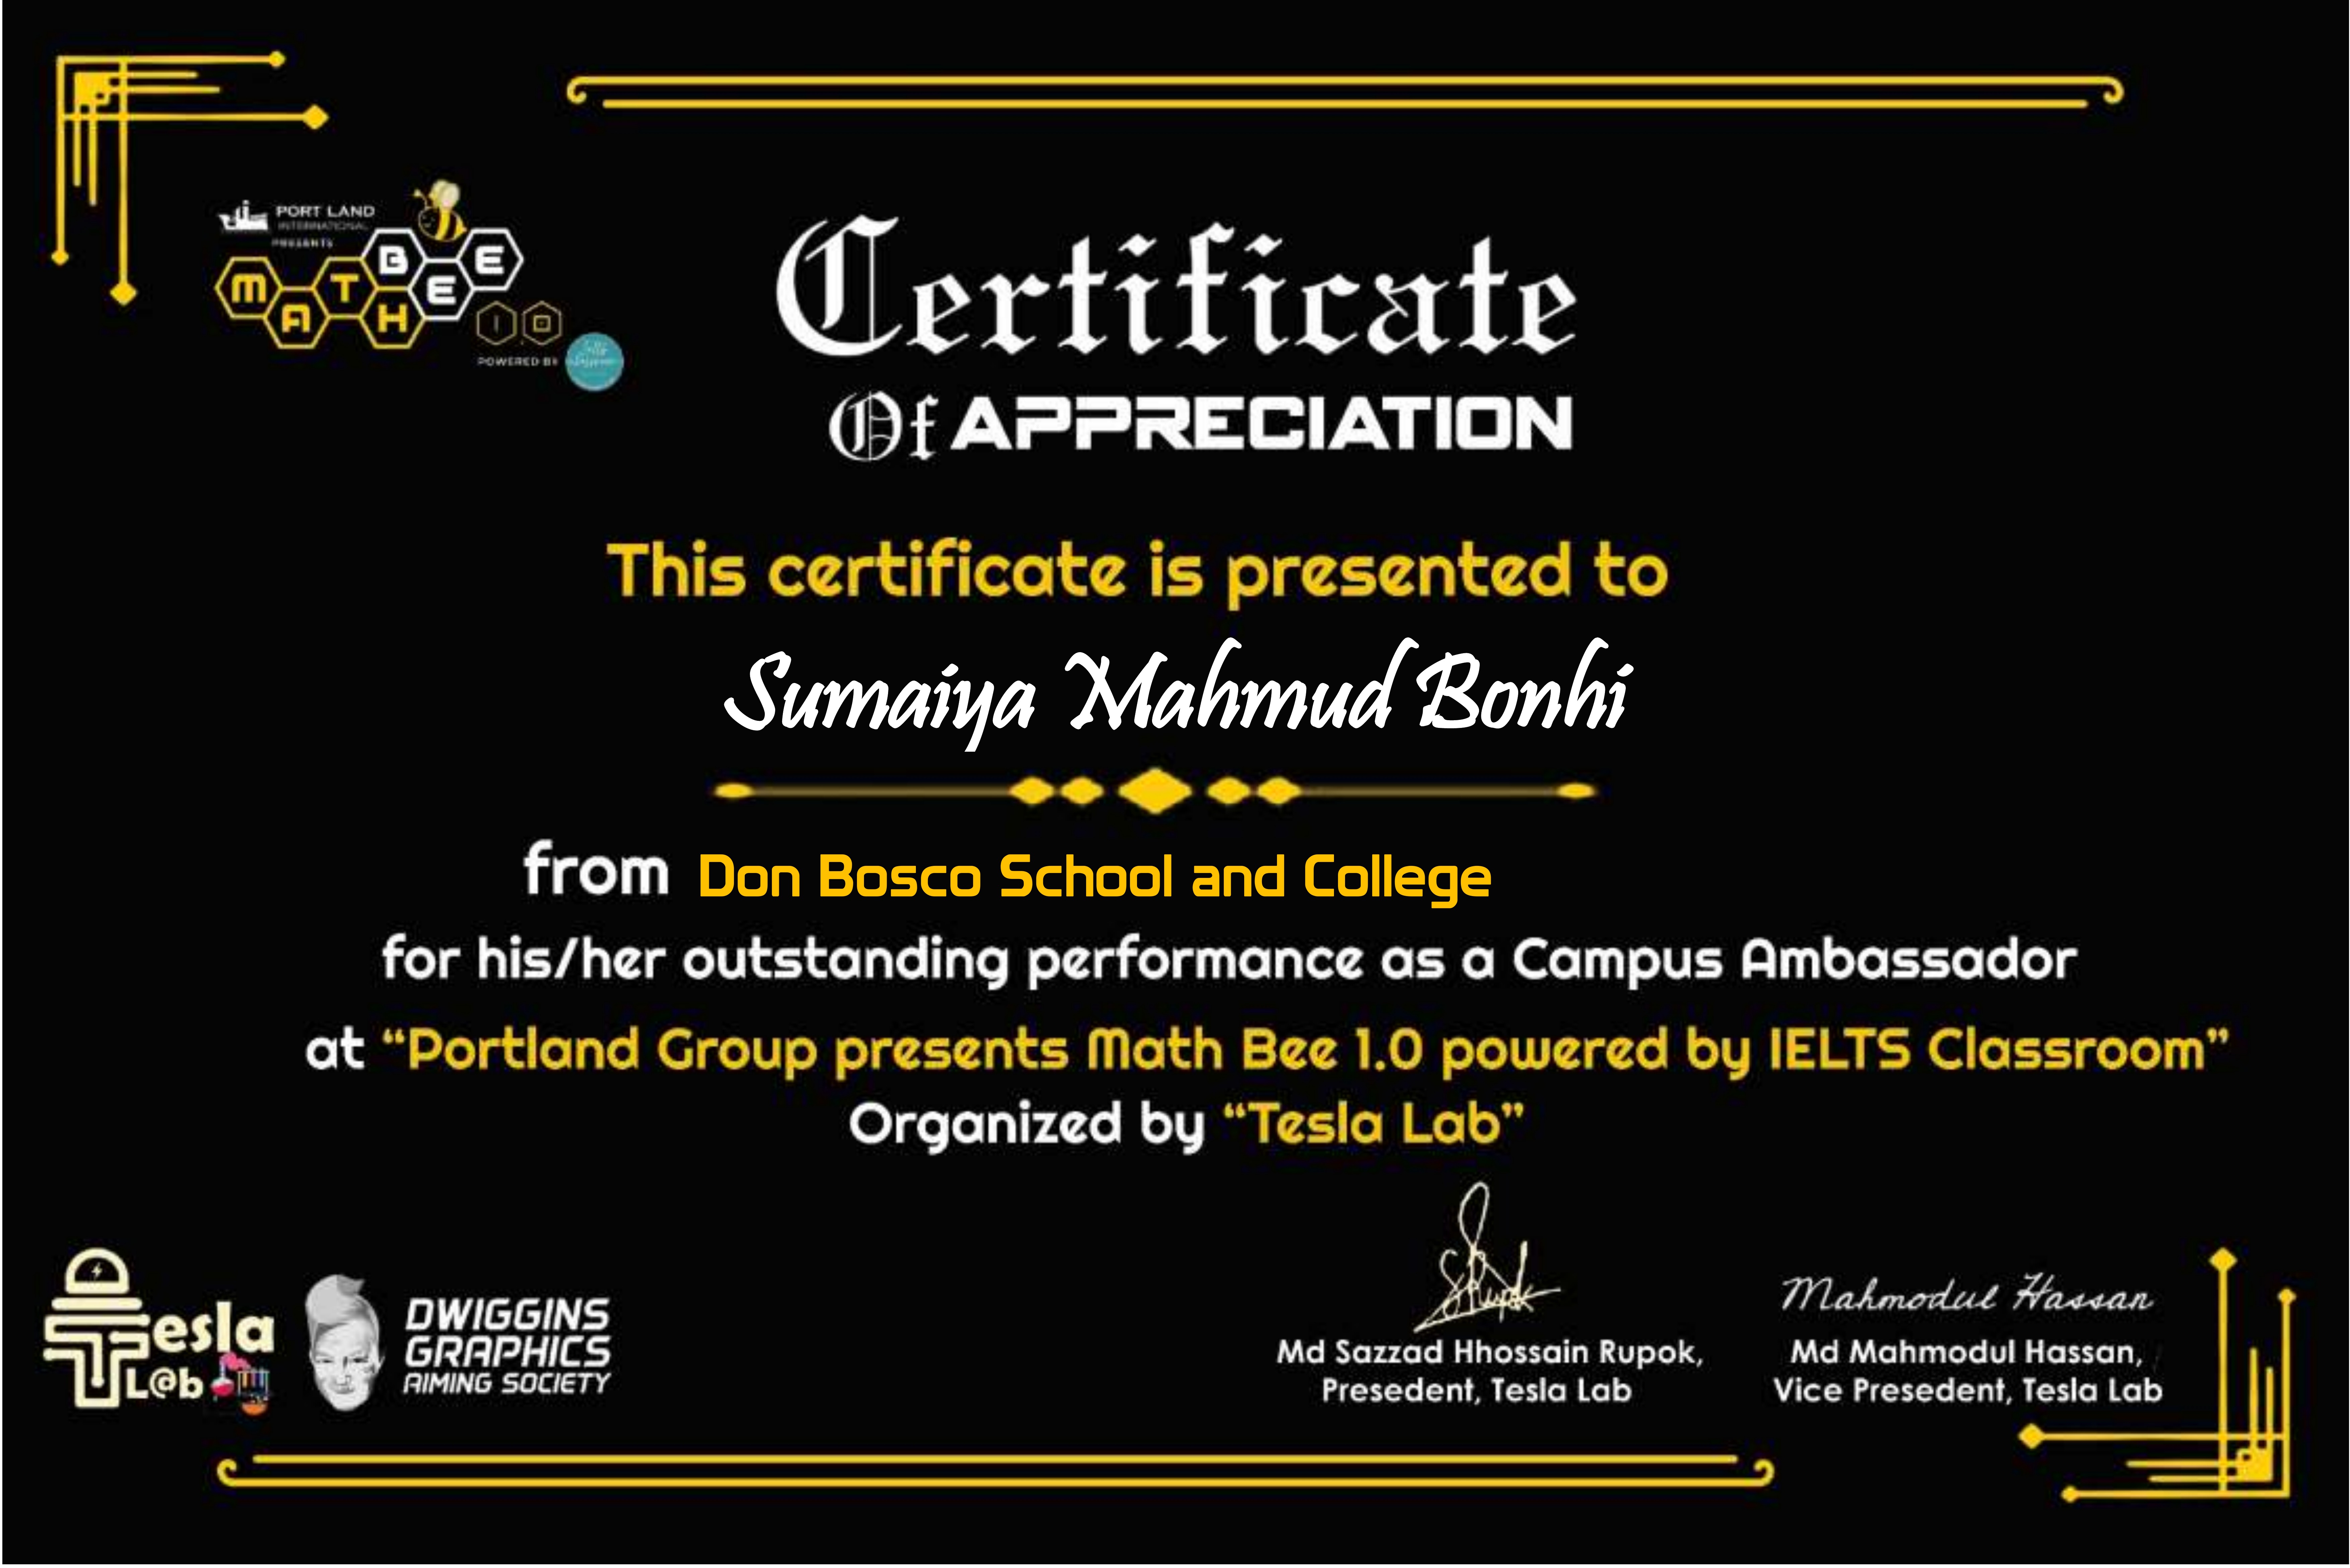 PORT LAND
INTERNATIONAL
PRESENTS
MATH BEE
1.0
POWERED BY
Certificate
Of APPRECIATION
This certificate is presented to
Sumaiya Mahmud Bonhi
from Don Bosco School and College
for his/her outstanding performance as a Campus Ambassador
at “Portland Group presents Math Bee 1.0 powered by IELTS Classroom”
Organized by “Tesla Lab”
Tesla
L@b
DWIGGINS
GRAPHICS
AIMING SOCIETY
Mahmodul Hassan
Md Sazzad Hhossain Rupok,
Presedent, Tesla Lab
Md Mahmodul Hassan,
Vice Presedent, Tesla Lab